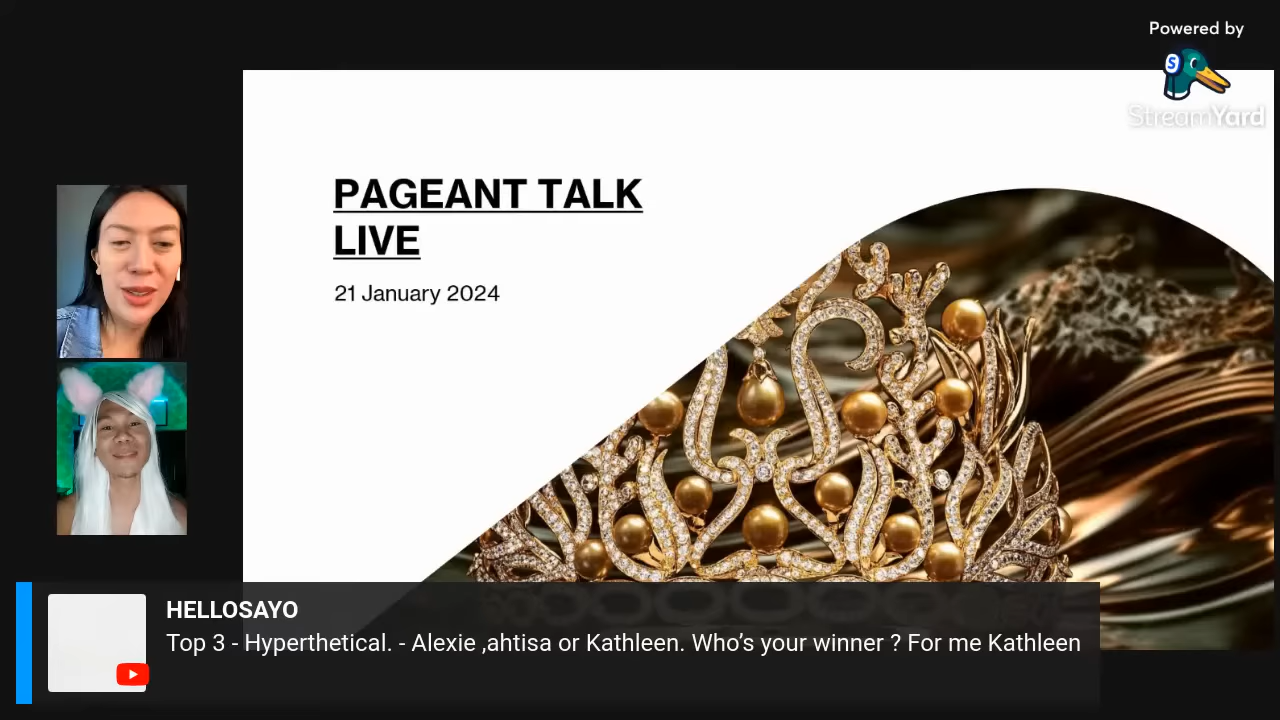 Powered by
S
StreamYard
PAGEANT TALK
LIVE
21 January 2024
HELLOSAYO
Top 3 - Hyperthetical. - Alexie ,ahtisa or Kathleen. Who’s your winner ? For me Kathleen